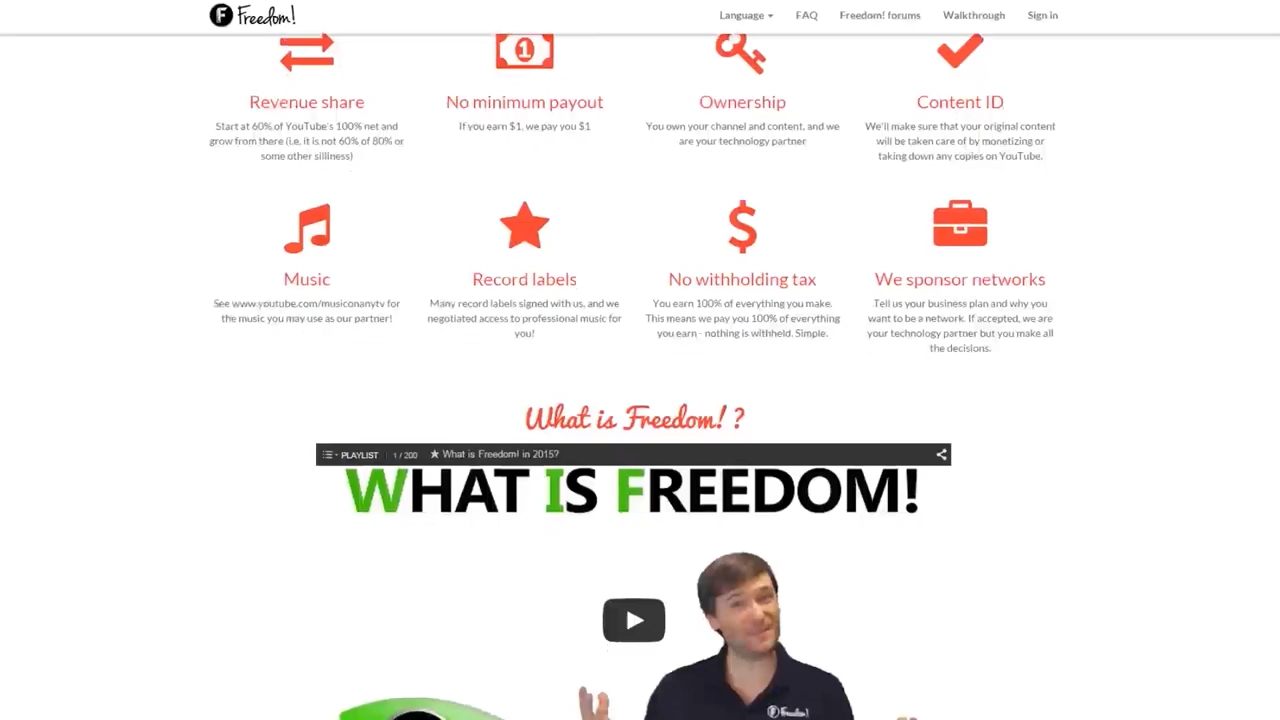 Freedom!
Language FAQ Freedom! forums Walkthrough Sign in
1
Revenue share
Start at 60% of YouTube's 100% net and
grow from there (i.e. it is not 60% of 80% or
some other silliness)
No minimum payout
If you earn $1, we pay you $1
Ownership
You own your channel and content, and we
are your technology partner
Content ID
We'll make sure that your original content
will be taken care of by monetizing or
taking down any copies on YouTube.
Music
See www.youtube.com/musiconanytv for
the music you may use as our partner!
Record labels
Many record labels signed with us, and we
negotiated access to professional music for
you!
$
No withholding tax
You earn 100% of everything you make.
This means we pay you 100% of everything
you earn - nothing is withheld. Simple.
We sponsor networks
Tell us your business plan and why you
want to be a network. If accepted, we are
your technology partner but you make all
the decisions.
What is Freedom! ?
PLAYLIST 1 / 200 ★ What is Freedom! in 2015?
WHAT IS FREEDOM!
Freedom!